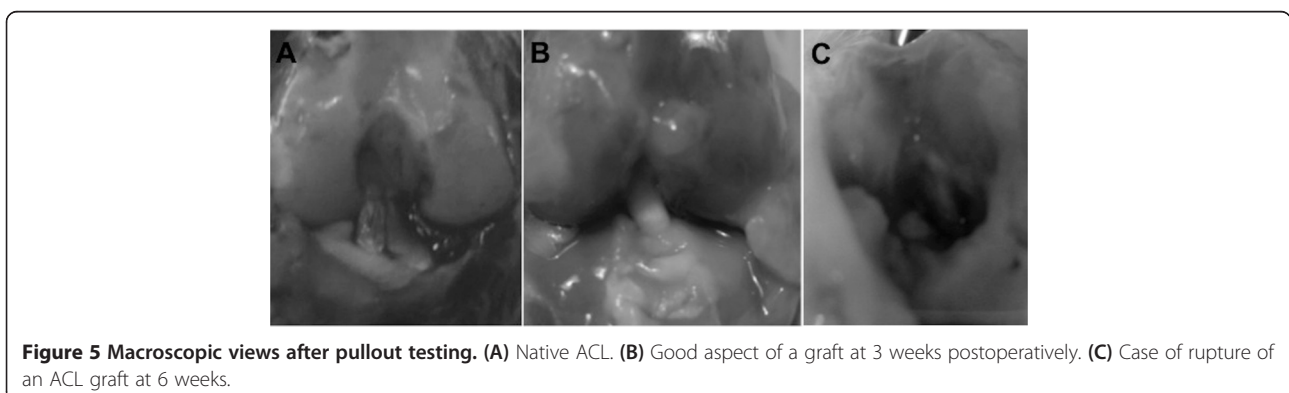 A B C
Figure 5 Macroscopic views after pullout testing. (A) Native ACL. (B) Good aspect of a graft at 3 weeks postoperatively. (C) Case of rupture of
an ACL graft at 6 weeks.